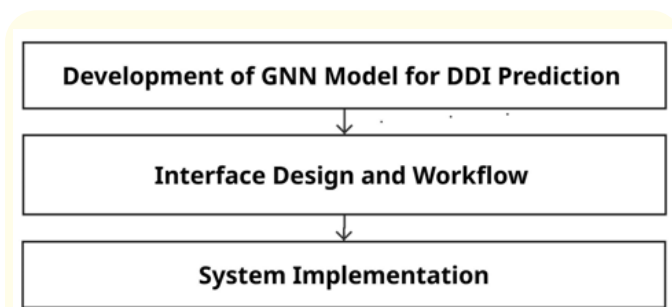 Development of GNN Model for DDI Prediction
Interface Design and Workflow
System Implementation